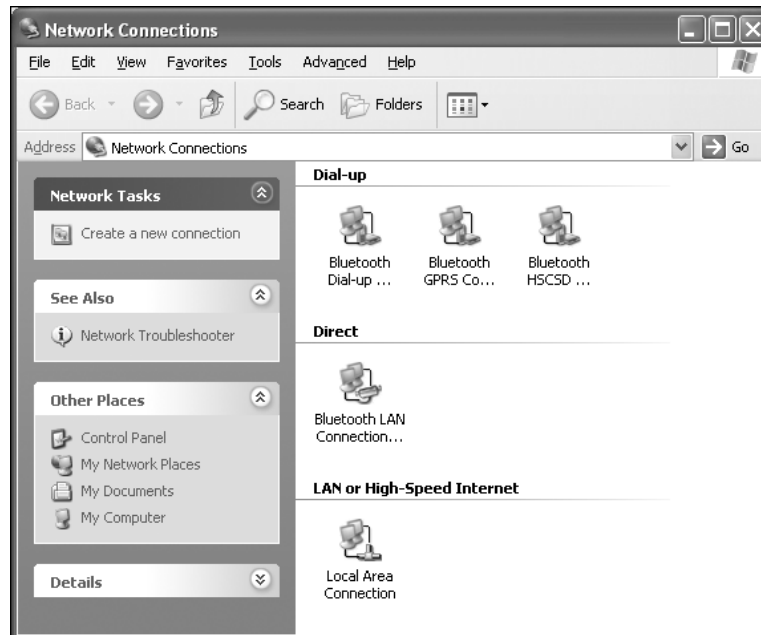 Network Connections
File Edit View Favorites Tools Advanced Help
Back Search Folders
Address Network Connections Go
Network Tasks
Create a new connection
See Also
Network Troubleshooter
Other Places
Control Panel
My Network Places
My Documents
My Computer
Details
Dial-up
Bluetooth
Dial-up ...
Bluetooth
GPRS Co...
Bluetooth
HSCSD ...
Direct
Bluetooth LAN
Connection...
LAN or High-Speed Internet
Local Area
Connection